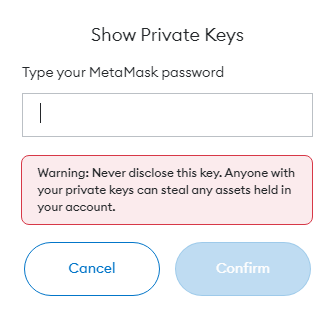 Show Private Keys
Type your MetaMask password
Warning: Never disclose this key. Anyone with
your private keys can steal any assets held in
your account.
Cancel
Confirm